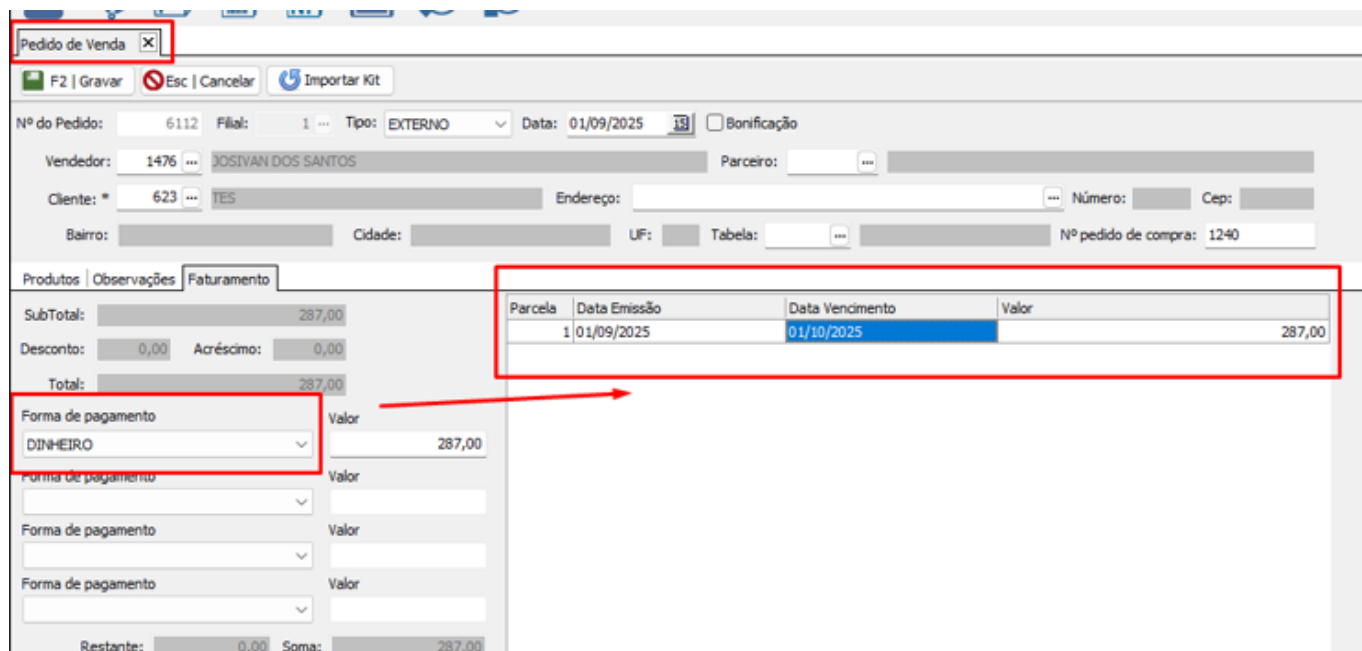 Pedido de Venda
F2 | Gravar Esc | Cancelar Importar Kit
Nº do Pedido: 6112 Filial: 1 ... Tipo: EXTERNO Data: 01/09/2025 15 Bonificação
Vendedor: 1476 ... JOSIVAN DOS SANTOS Parceiro: ...
Cliente: * 623 ... TES Endereço: ... Número: Cep:
Bairro: Cidade: UF: Tabela: ... Nº pedido de compra: 1240
Produtos | Observações | Faturamento
SubTotal: 287,00
Desconto: 0,00 Acréscimo: 0,00
Total: 287,00
Forma de pagamento Valor
DINHEIRO 287,00
Forma de pagamento Valor
Forma de pagamento Valor
Forma de pagamento Valor
Restante: 0,00 Soma: 287,00
Parcela Data Emissão Data Vencimento Valor
1 01/09/2025 01/10/2025 287,00